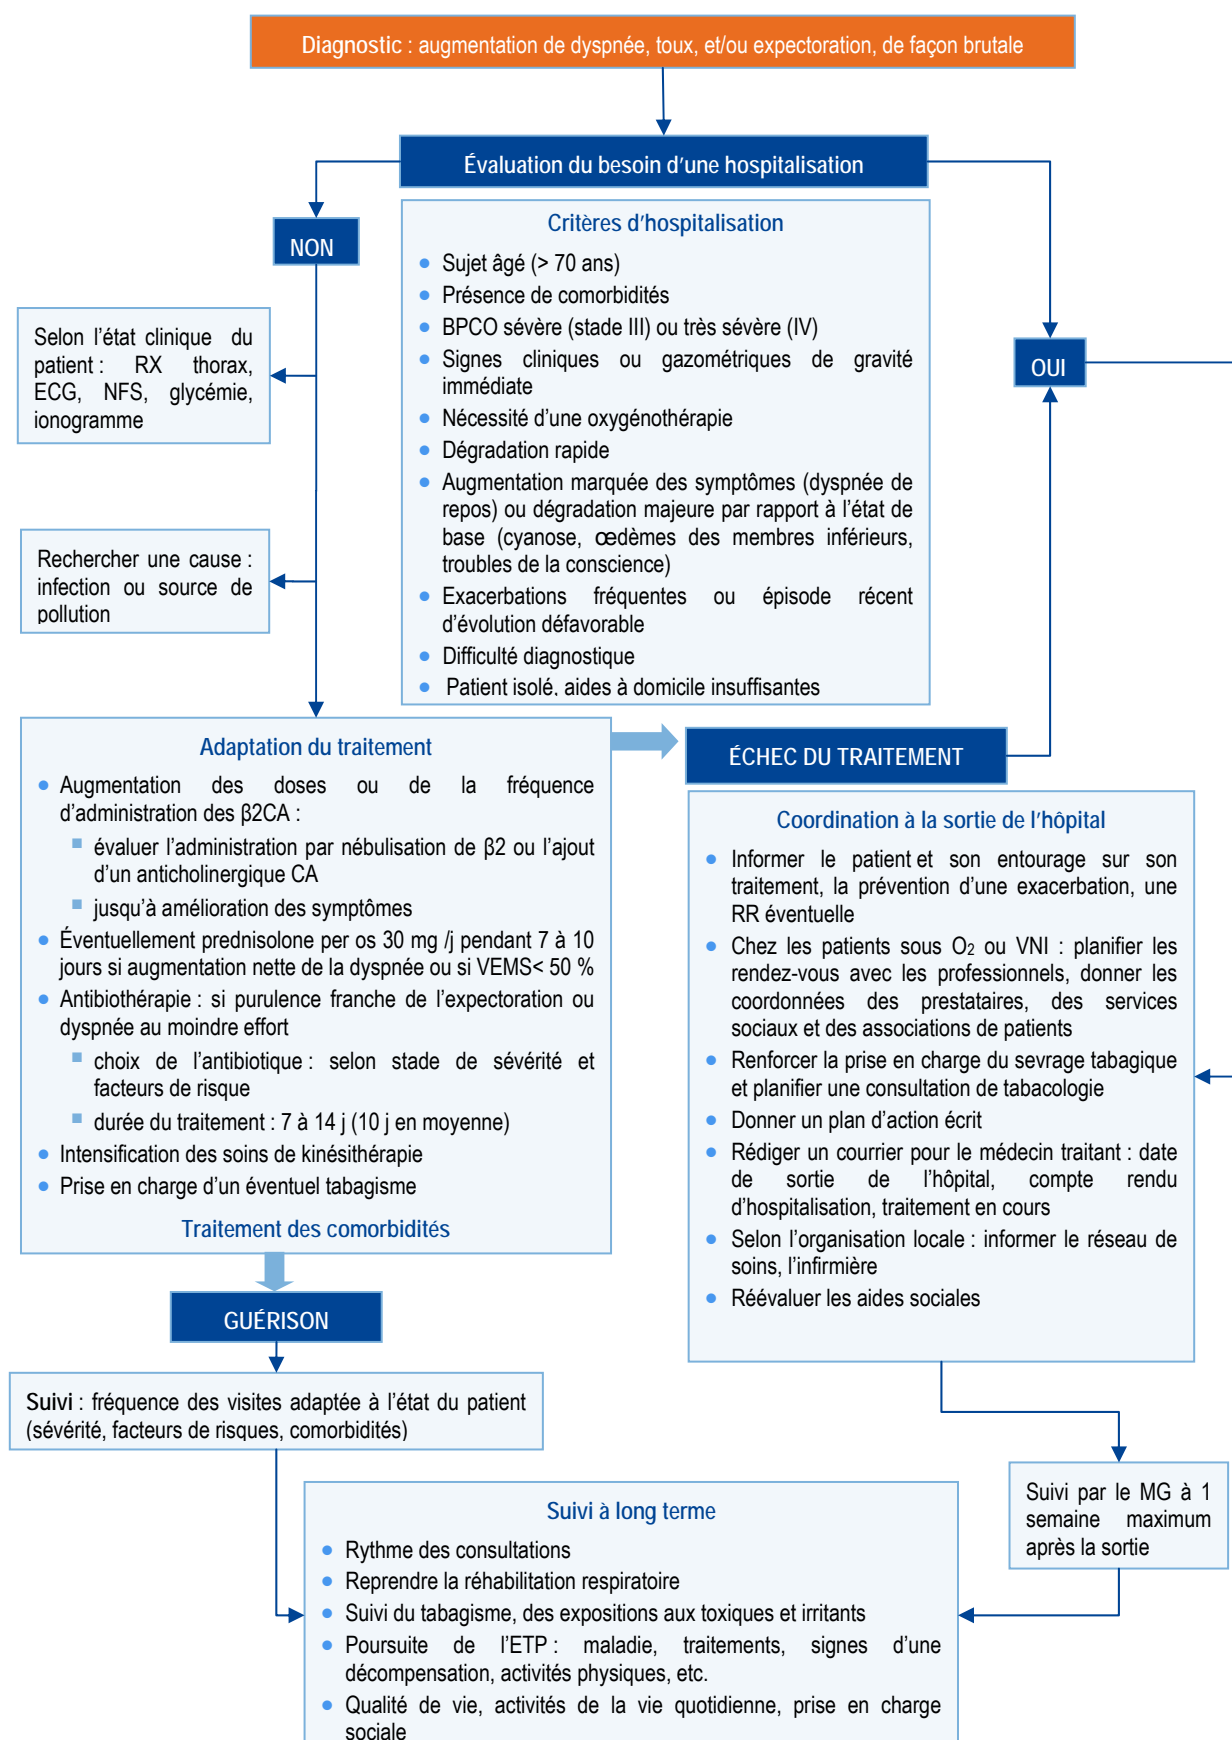 Diagnostic : augmentation de dyspnée, toux, et/ou expectoration, de façon brutale
Évaluation du besoin d'une hospitalisation
NON
Critères d'hospitalisation
● Sujet âgé (> 70 ans)
● Présence de comorbidités
● BPCO sévère (stade III) ou très sévère (IV)
● Signes cliniques ou gazométriques de gravité
immédiate
● Nécessité d'une oxygénothérapie
● Dégradation rapide
● Augmentation marquée des symptômes (dyspnée de
repos) ou dégradation majeure par rapport à l'état de
base (cyanose, œdèmes des membres inférieurs,
troubles de la conscience)
● Exacerbations fréquentes ou épisode récent
d'évolution défavorable
● Difficulté diagnostique
● Patient isolé, aides à domicile insuffisantes
OUI
Selon l'état clinique du
patient : RX thorax,
ECG, NFS, glycémie,
ionogramme
Rechercher une cause :
infection ou source de
pollution
Adaptation du traitement
● Augmentation des doses ou de la fréquence
d'administration des β2CA :
■ évaluer l'administration par nébulisation de β2 ou l'ajout
d'un anticholinergique CA
■ jusqu'à amélioration des symptômes
● Éventuellement prednisolone per os 30 mg /j pendant 7 à 10
jours si augmentation nette de la dyspnée ou si VEMS< 50 %
● Antibiothérapie : si purulence franche de l'expectoration ou
dyspnée au moindre effort
■ choix de l'antibiotique : selon stade de sévérité et
facteurs de risque
■ durée du traitement : 7 à 14 j (10 j en moyenne)
● Intensification des soins de kinésithérapie
● Prise en charge d'un éventuel tabagisme
Traitement des comorbidités
ÉCHEC DU TRAITEMENT
Coordination à la sortie de l'hôpital
● Informer le patient et son entourage sur son
traitement, la prévention d'une exacerbation, une
RR éventuelle
● Chez les patients sous O2 ou VNI : planifier les
rendez-vous avec les professionnels, donner les
coordonnées des prestataires, des services
sociaux et des associations de patients
● Renforcer la prise en charge du sevrage tabagique
et planifier une consultation de tabacologie
● Donner un plan d'action écrit
● Rédiger un courrier pour le médecin traitant : date
de sortie de l'hôpital, compte rendu
d'hospitalisation, traitement en cours
● Selon l'organisation locale : informer le réseau de
soins, l'infirmière
● Réévaluer les aides sociales
GUÉRISON
Suivi : fréquence des visites adaptée à l'état du patient
(sévérité, facteurs de risques, comorbidités)
Suivi par le MG à 1
semaine maximum
après la sortie
Suivi à long terme
● Rythme des consultations
● Reprendre la réhabilitation respiratoire
● Suivi du tabagisme, des expositions aux toxiques et irritants
● Poursuite de l'ETP : maladie, traitements, signes d'une
décompensation, activités physiques, etc.
● Qualité de vie, activités de la vie quotidienne, prise en charge
sociale